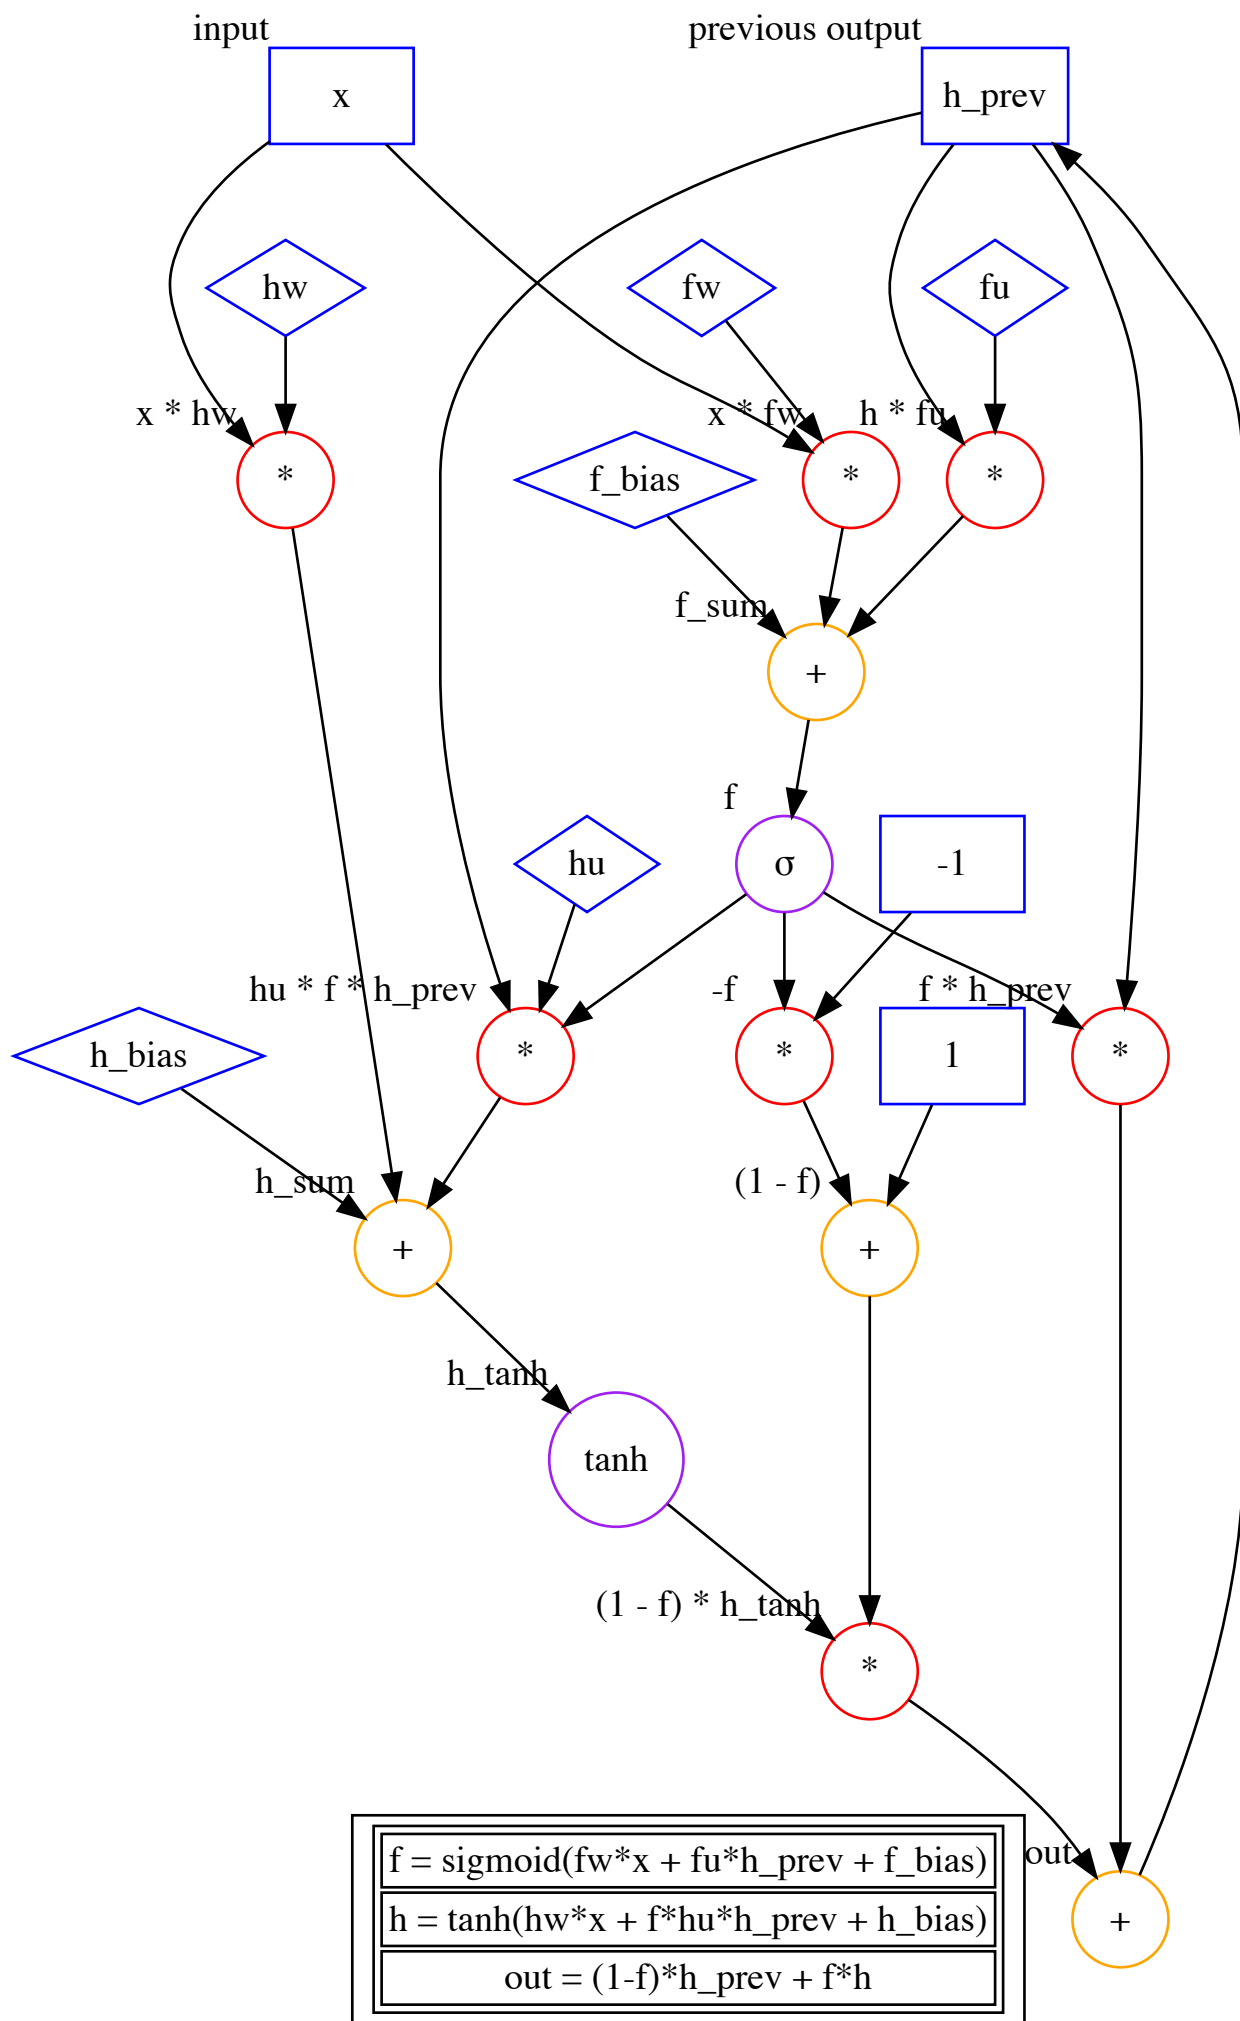 input
previous output
x
h_prev
hw
fw
fu
x * hw
x * fw
h * fu
*
f_bias
*
*
f_sum
+
f
hu
σ
-1
hu * f * h_prev
-f
f * h_prev
h_bias
*
*
1
*
h_sum
(1 - f)
+
+
h_tanh
tanh
(1 - f) * h_tanh
*
out
f = sigmoid(fw*x + fu*h_prev + f_bias)
h = tanh(hw*x + f*hu*h_prev + h_bias)
+
out = (1-f)*h_prev + f*h